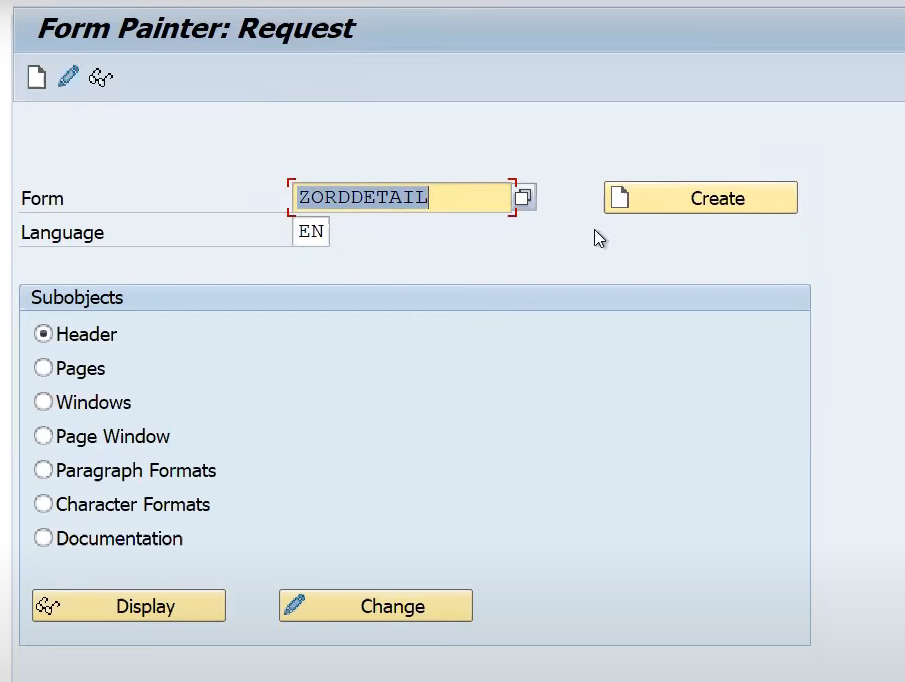 Form Painter: Request
Form ZORDDETAIL Create
Language EN
Subobjects
Header
Pages
Windows
Page Window
Paragraph Formats
Character Formats
Documentation
Display Change